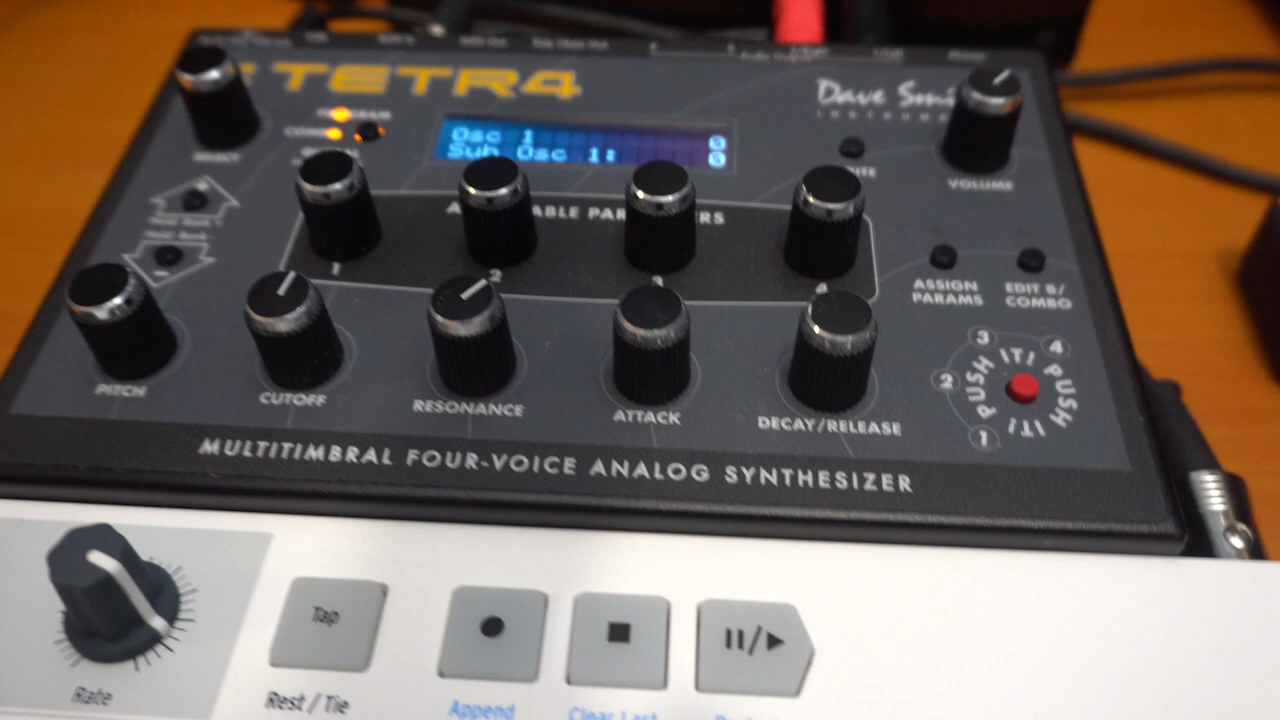 TETR4
Dave Smi
Osc 1 0
Sub Osc 1: 0
SELECT
VOLUME
1
2
3
4
ASSIGN
PARAMS
EDIT B/
COMBO
PITCH
CUTOFF
RESONANCE
ATTACK
DECAY/RELEASE
3
4
2
1
PUSH IT!
PUSH IT!
MULTITIMBRAL FOUR-VOICE ANALOG SYNTHESIZER
Tap
Rate
Rest / Tie
Append
Clear Last